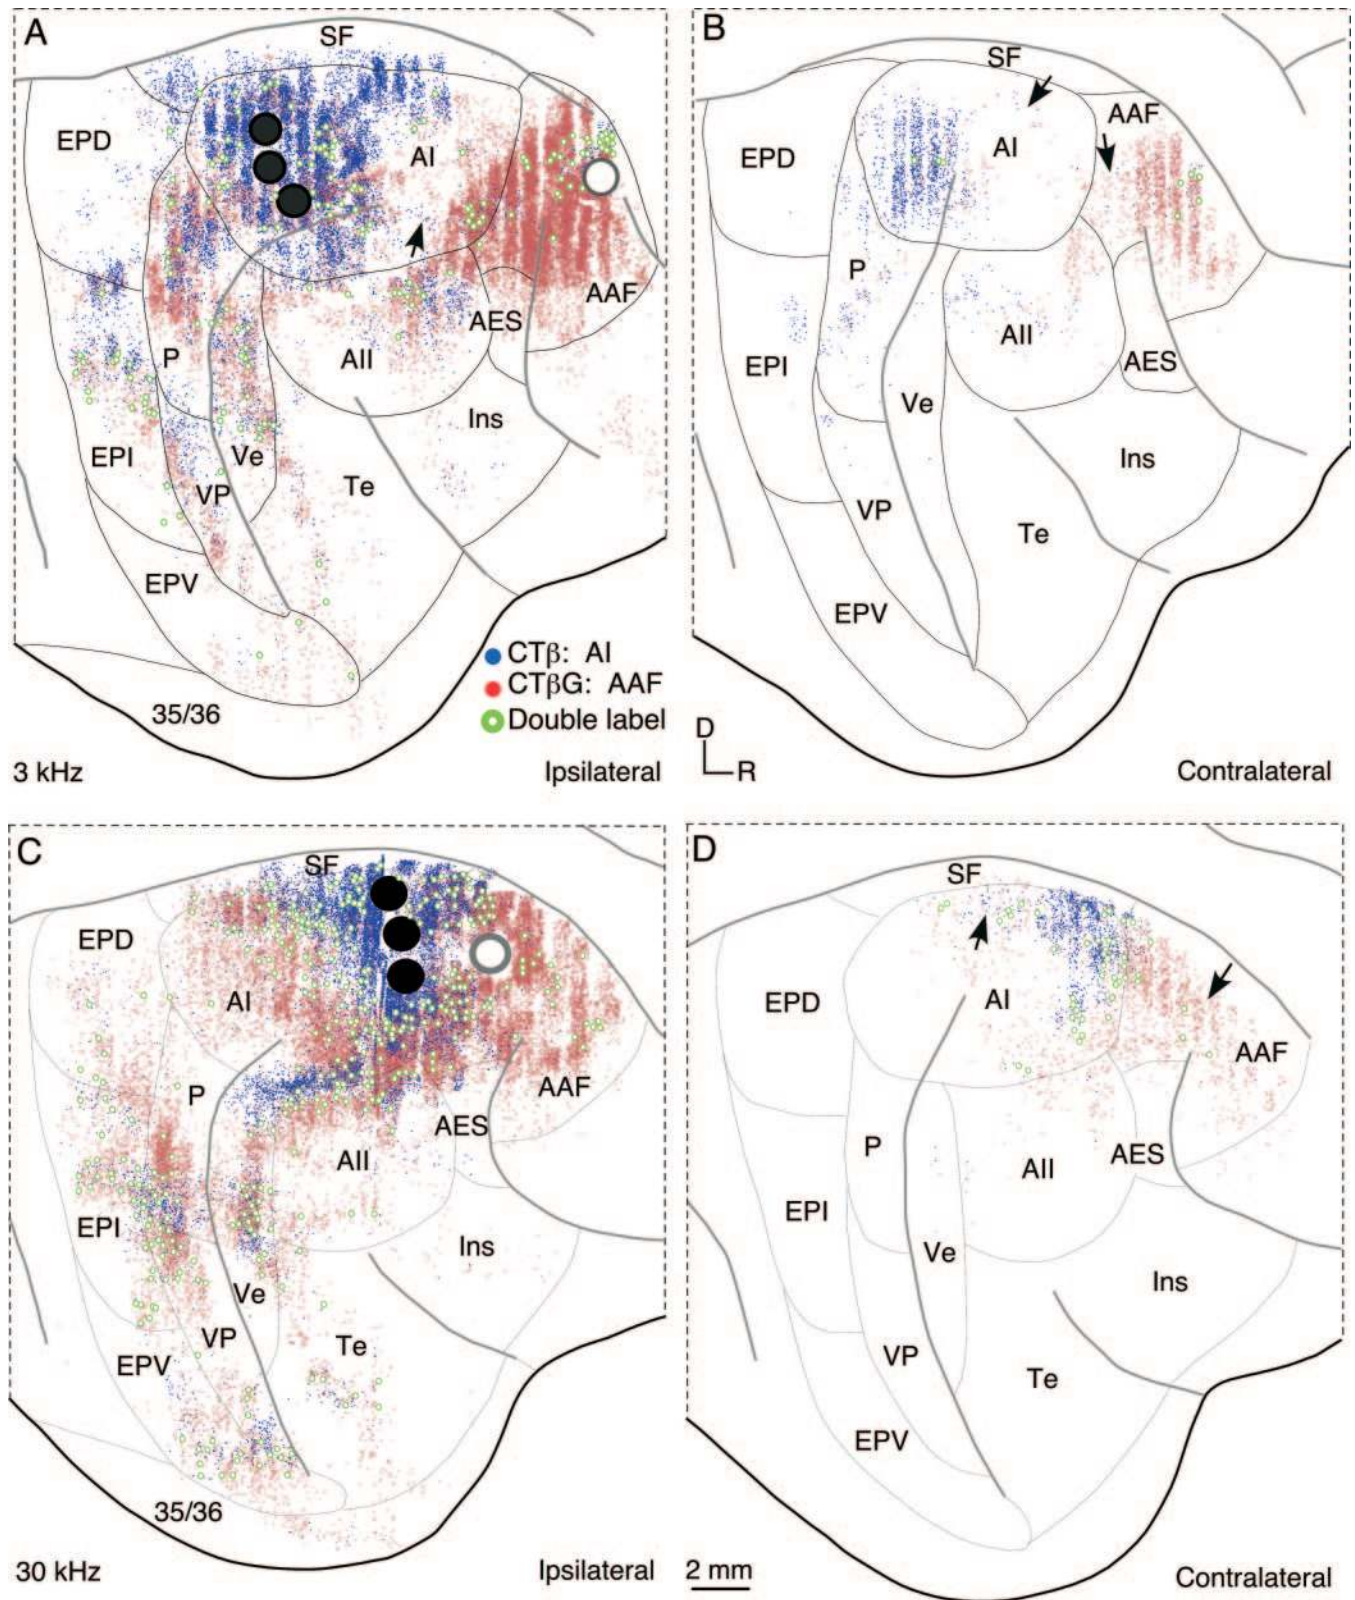 A
SF
EPD
AI
P
AII
AES
AAF
EPI
VP
Ve
Te
Ins
EPV
35/36
CTβ: AI
CTβG: AAF
Double label
3 kHz
Ipsilateral
B
SF
AAF
EPD
AI
P
AII
AES
EPI
Ve
Ins
VP
Te
EPV
D
R
Contralateral
C
SF
EPD
AI
P
AAF
AES
AII
EPI
Ins
Ve
VP
Te
EPV
35/36
30 kHz
Ipsilateral
D
SF
EPD
AI
AAF
P
AII
AES
EPI
Ve
Ins
VP
Te
EPV
2 mm
Contralateral